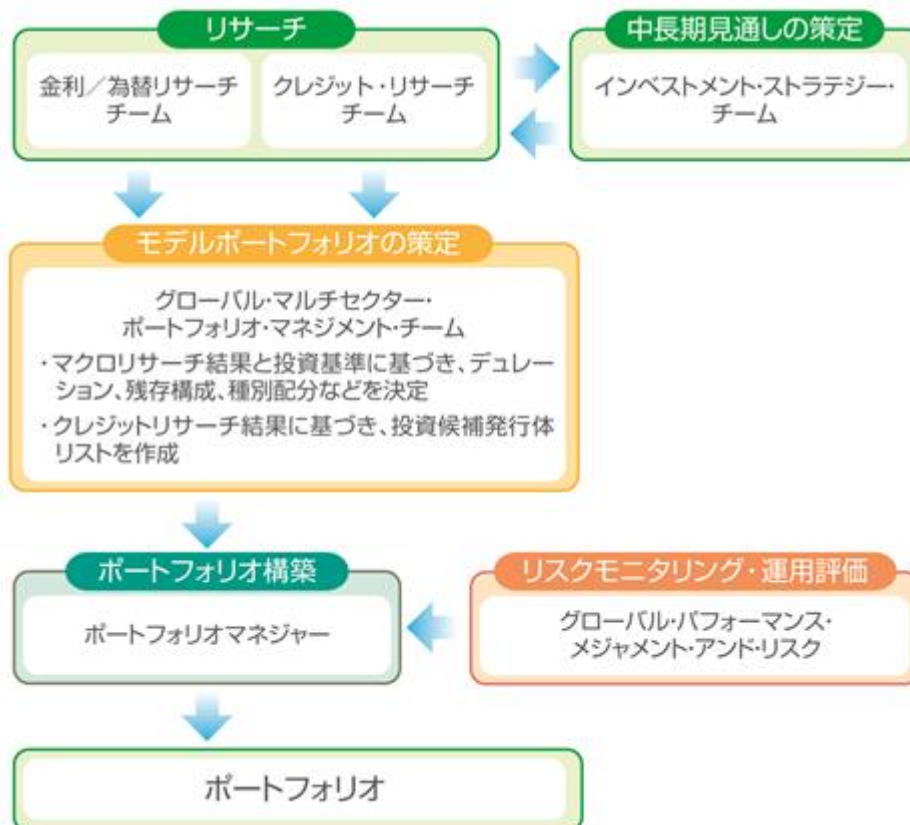 リサーチ
金利／為替リサーチ
チーム
クレジット・リサーチ
チーム
中長期見通しの策定
インベストメント・ストラテジー・
チーム
モデルポートフォリオの策定
グローバル・マルチセクター・
ポートフォリオ・マネジメント・チーム
・マクロリサーチ結果と投資基準に基づき、デュレー
ション、残存構成、種別配分などを決定
・クレジットリサーチ結果に基づき、投資候補発行体
リストを作成
ポートフォリオ構築
ポートフォリオマネジャー
リスクモニタリング・運用評価
グローバル・パフォーマンス・
メジャメント・アンド・リスク
ポートフォリオ